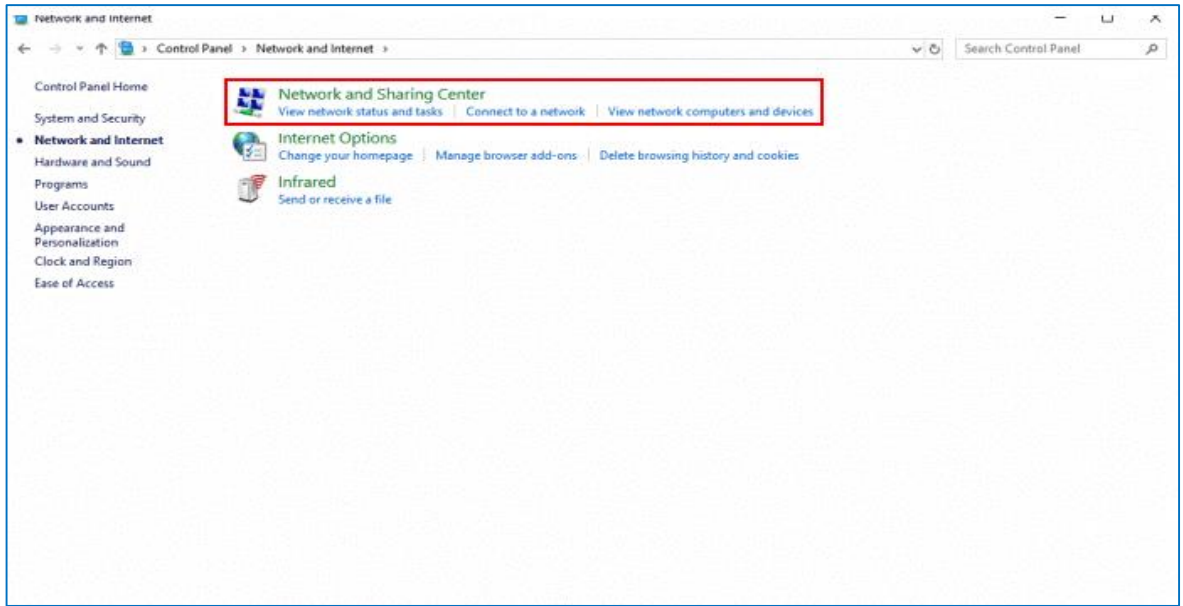 Network and Internet
Control Panel > Network and Internet >
Search Control Panel
Control Panel Home
System and Security
Network and Internet
Hardware and Sound
Programs
User Accounts
Appearance and
Personalization
Clock and Region
Ease of Access
Network and Sharing Center
View network status and tasks | Connect to a network | View network computers and devices
Internet Options
Change your homepage | Manage browser add-ons | Delete browsing history and cookies
Infrared
Send or receive a file